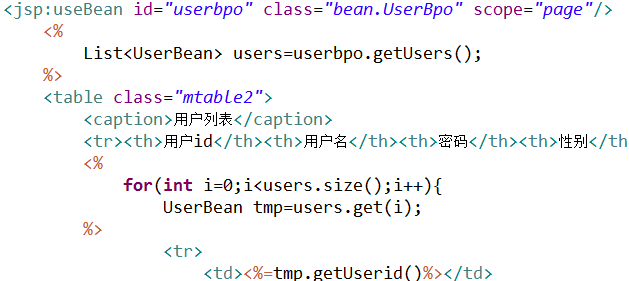 <jsp:useBean id="userbpo" class="bean.UserBpo" scope="page"/>
<%
List<UserBean> users=userbpo.getUsers();
%>
<table class="mtable2">
<caption>用户列表</caption>
<tr><th>用户id</th><th>用户名</th><th>密码</th><th>性别</th
<%
for(int i=0;i<users.size();i++){
UserBean tmp=users.get(i);
%>
<tr>
<td><%=tmp.getUserid()%></td>